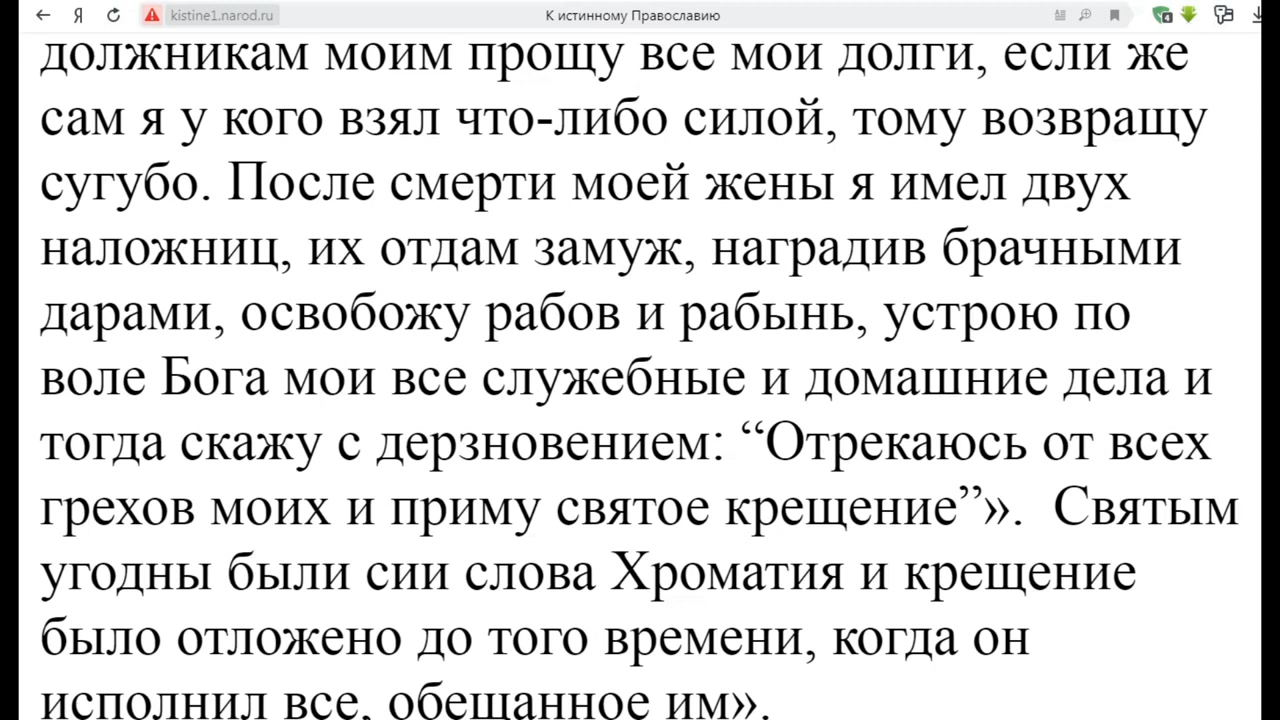 kistine1.narod.ru
К истинному Православию
должникам моим прощу все мои долги, если же
сам я у кого взял что-либо силой, тому возвращу
сугубо. После смерти моей жены я имел двух
наложниц, их отдам замуж, наградив брачными
дарами, освобожу рабов и рабынь, устрою по
воле Бога мои все служебные и домашние дела и
тогда скажу с дерзновением: “Отрекаюсь от всех
грехов моих и приму святое крещение”».  Святым
угодны были сии слова Хроматия и крещение
было отложено до того времени, когда он
исполнил все, обещанное им».